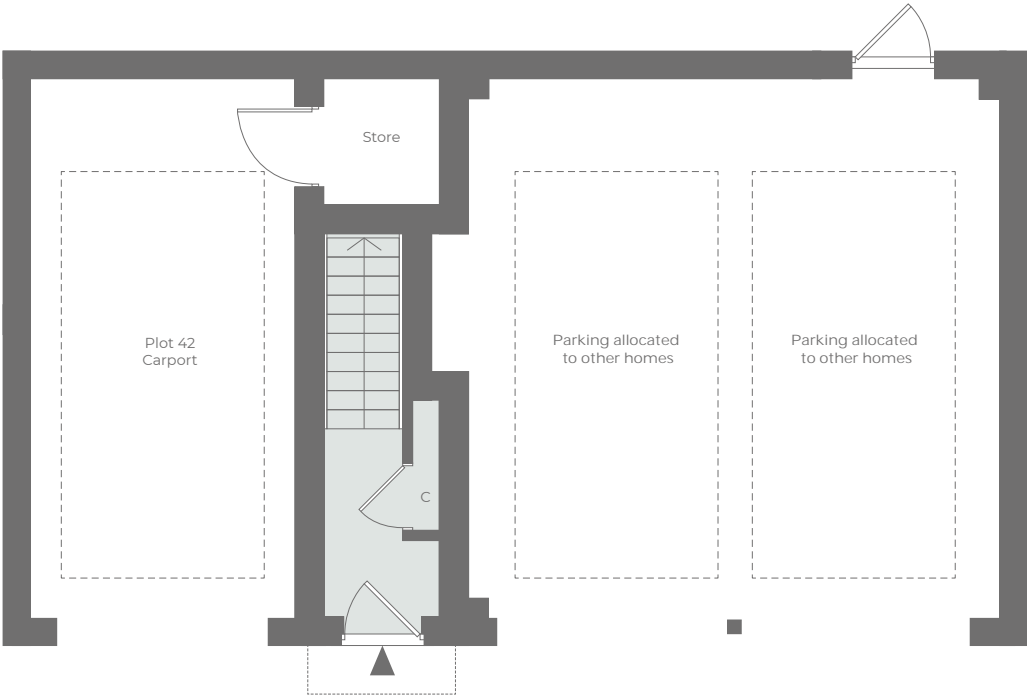 Store
Plot 42
Carport
Parking allocated
to other homes
Parking allocated
to other homes
C